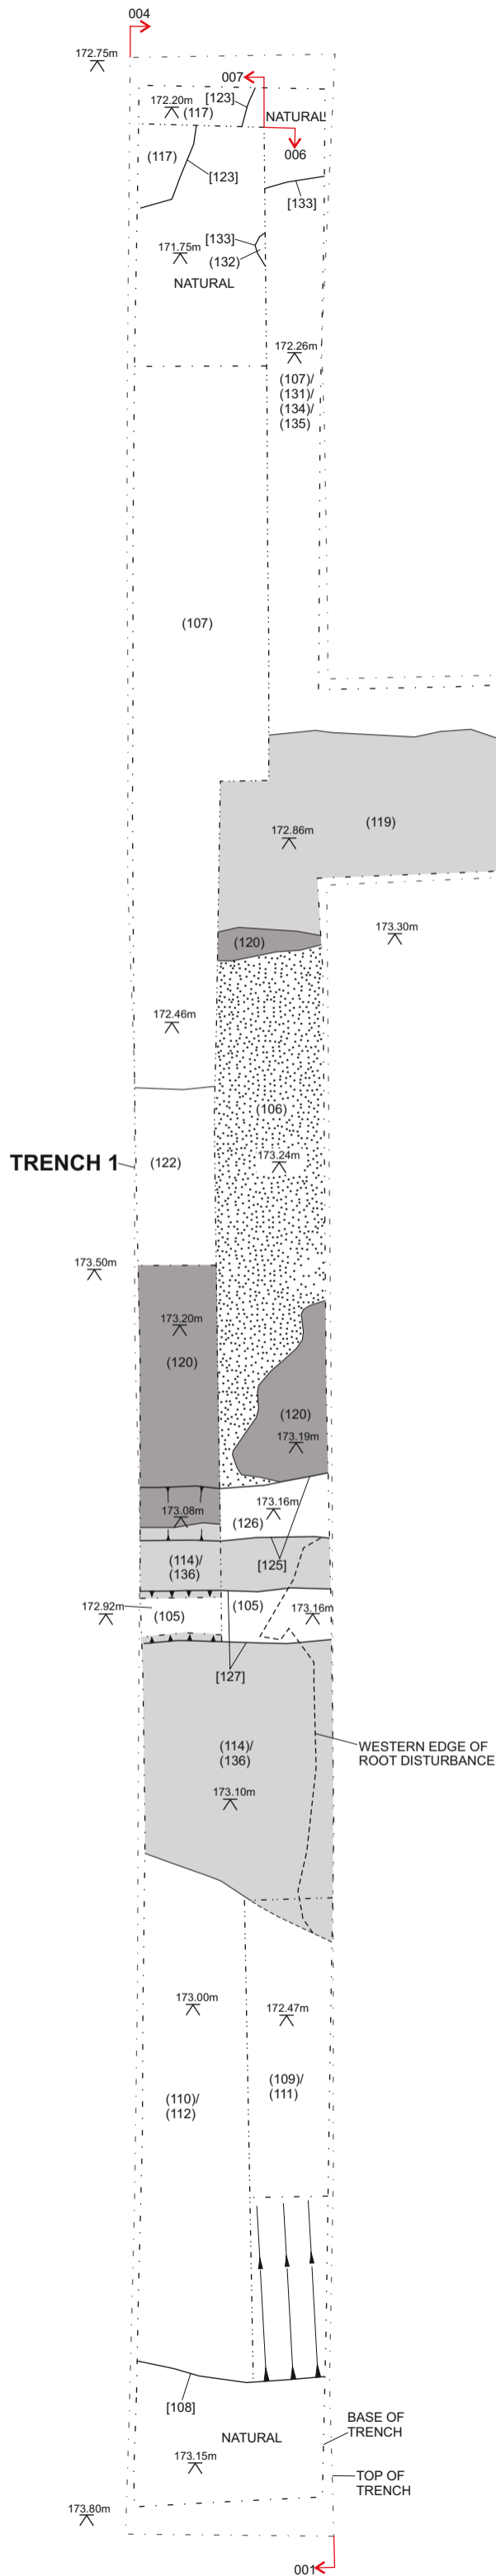 004
172.75m
007
172.20m
[123]
(117)
NATURAL
(117)
006
[123]
[133]
[133]
171.75m
(132)
NATURAL
172.26m
(107)/
(131)/
(134)/
(135)
(107)
(119)
172.86m
173.30m
(120)
172.46m
(106)
TRENCH 1
(122)
173.24m
173.50m
173.20m
(120)
(120)
173.19m
173.16m
173.08m
(126)
(114)/
(136)
[125]
172.92m
(105)
(105)
173.16m
[127]
(114)/
(136)
WESTERN EDGE OF
ROOT DISTURBANCE
173.10m
173.00m
172.47m
(109)/
(111)
(110)/
(112)
[108]
BASE OF
TRENCH
NATURAL
173.15m
TOP OF
TRENCH
173.80m
001